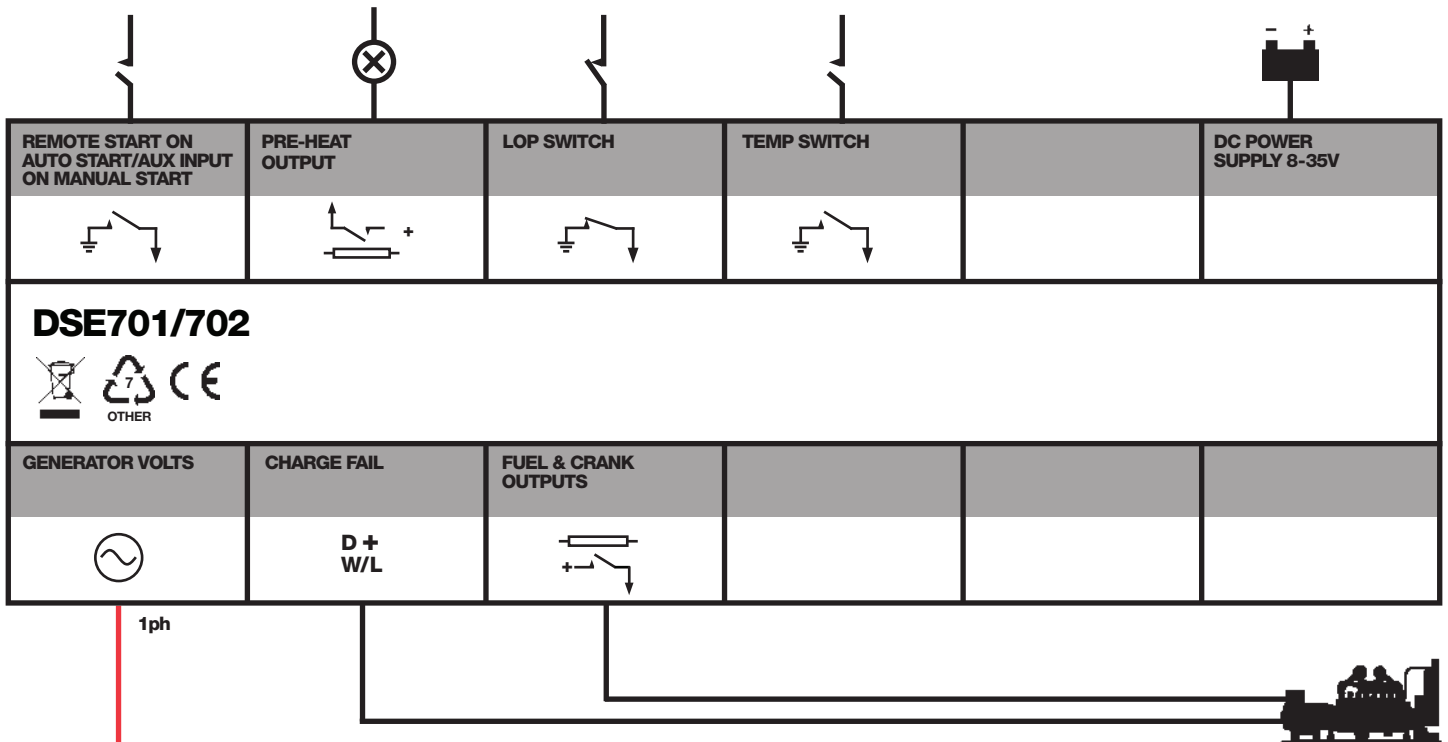 - +
REMOTE START ON
AUTO START/AUX INPUT
ON MANUAL START
PRE-HEAT
OUTPUT
LOP SWITCH
TEMP SWITCH
DC POWER
SUPPLY 8-35V
+
DSE701/702
7
OTHER
CE
GENERATOR VOLTS
CHARGE FAIL
FUEL & CRANK
OUTPUTS
D +
W/L
+
1ph